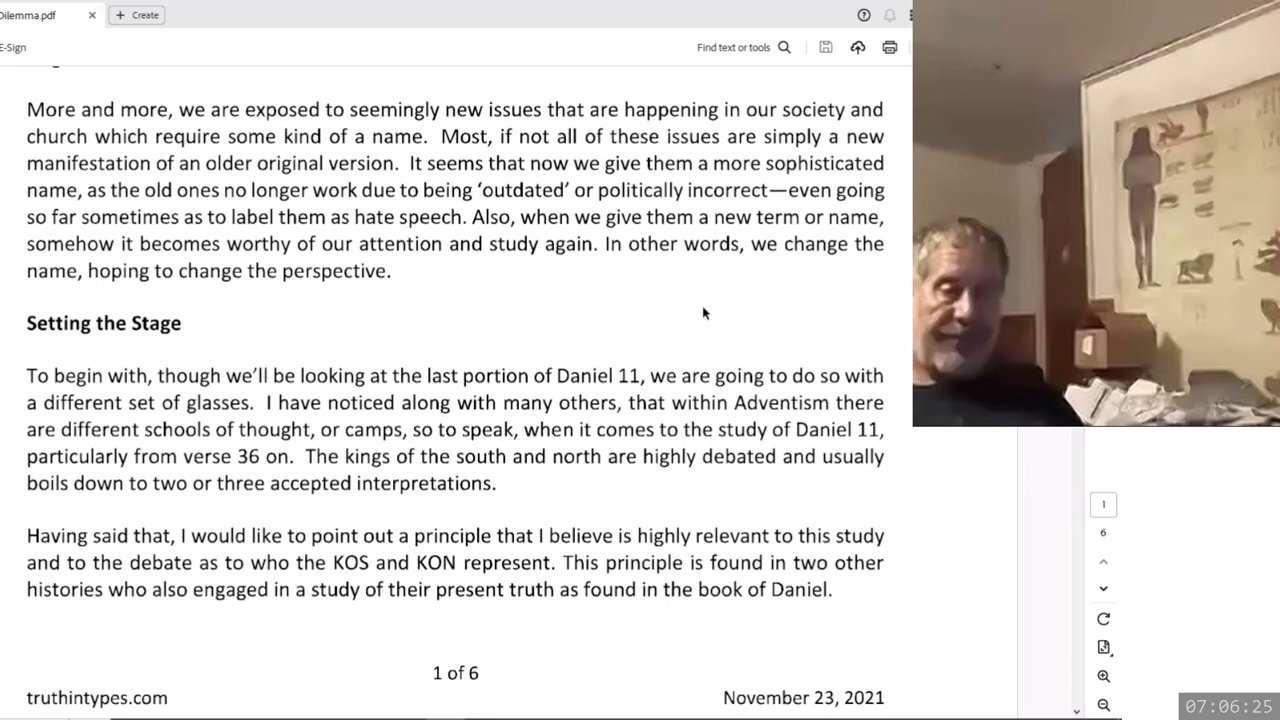 Dilemma.pdf
Create
E-Sign
Find text or tools
More and more, we are exposed to seemingly new issues that are happening in our society and
church which require some kind of a name. Most, if not all of these issues are simply a new
manifestation of an older original version. It seems that now we give them a more sophisticated
name, as the old ones no longer work due to being ‘outdated’ or politically incorrect—even going
so far sometimes as to label them as hate speech. Also, when we give them a new term or name,
somehow it becomes worthy of our attention and study again. In other words, we change the
name, hoping to change the perspective.
Setting the Stage
To begin with, though we’ll be looking at the last portion of Daniel 11, we are going to do so with
a different set of glasses. I have noticed along with many others, that within Adventism there
are different schools of thought, or camps, so to speak, when it comes to the study of Daniel 11,
particularly from verse 36 on. The kings of the south and north are highly debated and usually
boils down to two or three accepted interpretations.
Having said that, I would like to point out a principle that I believe is highly relevant to this study
and to the debate as to who the KOS and KON represent. This principle is found in two other
histories who also engaged in a study of their present truth as found in the book of Daniel.
1 of 6
truthintypes.com
November 23, 2021
1
6
07:06:25